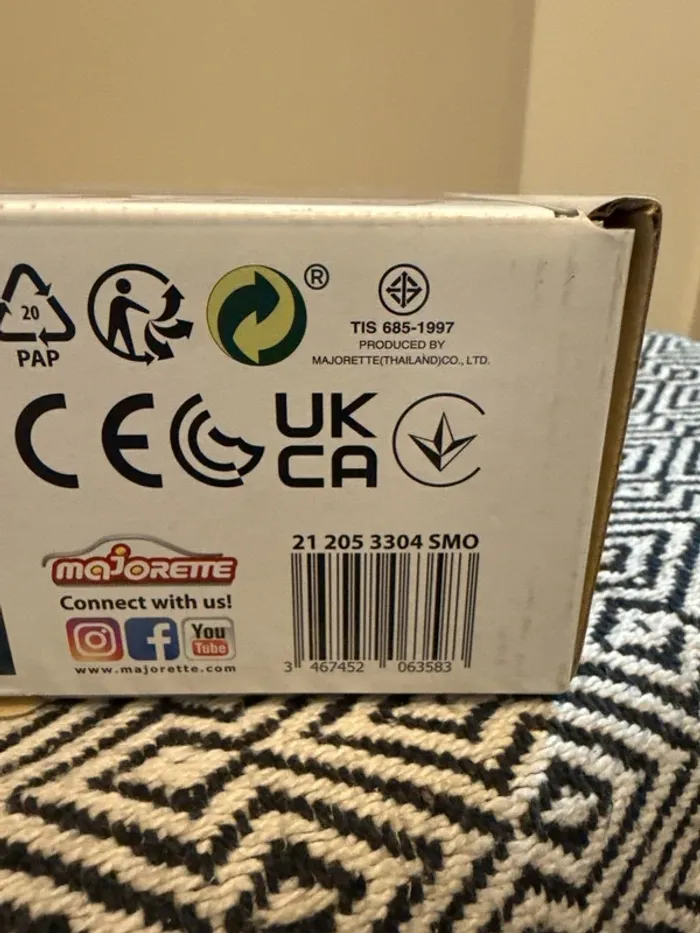 20
PAP
®
TIS 685-1997
PRODUCED BY
MAJORETTE(THAILAND)CO., LTD.
CE
UK
CA
21 205 3304 SMO
majorette
Connect with us!
You
Tube
www.majorette.com
3 467452 063583